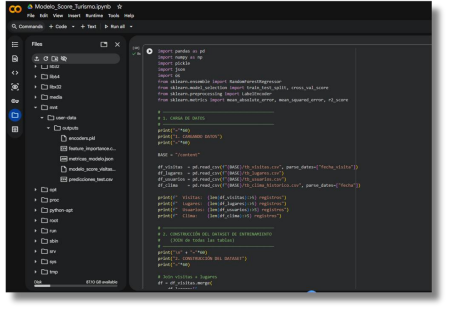 Modelo_Score_Turismo.ipynb
File Edit View Insert Runtime Tools Help
Commands + Code + Text Run all
Files
lib32
lib64
libx32
media
mnt
user-data
outputs
encoders.pkl
feature_importance.c...
metricas_modelo.json
modelo_score_visitas...
predicciones_test.csv
opt
proc
python-apt
root
run
sbin
srv
sys
tmp
Disk 87.10 GB available
import pandas as pd
import numpy as np
import pickle
import json
import os
from sklearn.ensemble import RandomForestRegressor
from sklearn.model_selection import train_test_split, cross_val_score
from sklearn.preprocessing import LabelEncoder
from sklearn.metrics import mean_absolute_error, mean_squared_error, r2_score
# 1. CARGA DE DATOS
print("="*60)
print("1. CARGANDO DATOS")
print("="*60)
BASE = "/content"
df_visitas = pd.read_csv(f"{BASE}/tb_visitas.csv", parse_dates=["fecha_visita"])
df_lugares = pd.read_csv(f"{BASE}/tb_lugares.csv")
df_usuarios = pd.read_csv(f"{BASE}/tb_usuarios.csv")
df_clima = pd.read_csv(f"{BASE}/tb_clima_historico.csv", parse_dates=["fecha"])
print(f" Visitas: {len(df_visitas):>6} registros")
print(f" Lugares: {len(df_lugares):>6} registros")
print(f" Usuarios: {len(df_usuarios):>5} registros")
print(f" Clima: {len(df_clima):>6} registros")
# 2. CONSTRUCCIÓN DEL DATASET DE ENTRENAMIENTO
# (JOIN de todas las tablas)
print("\n" + "="*60)
print("2. CONSTRUCCIÓN DEL DATASET")
print("="*60)
# Join visitas + lugares
df = df_visitas.merge(